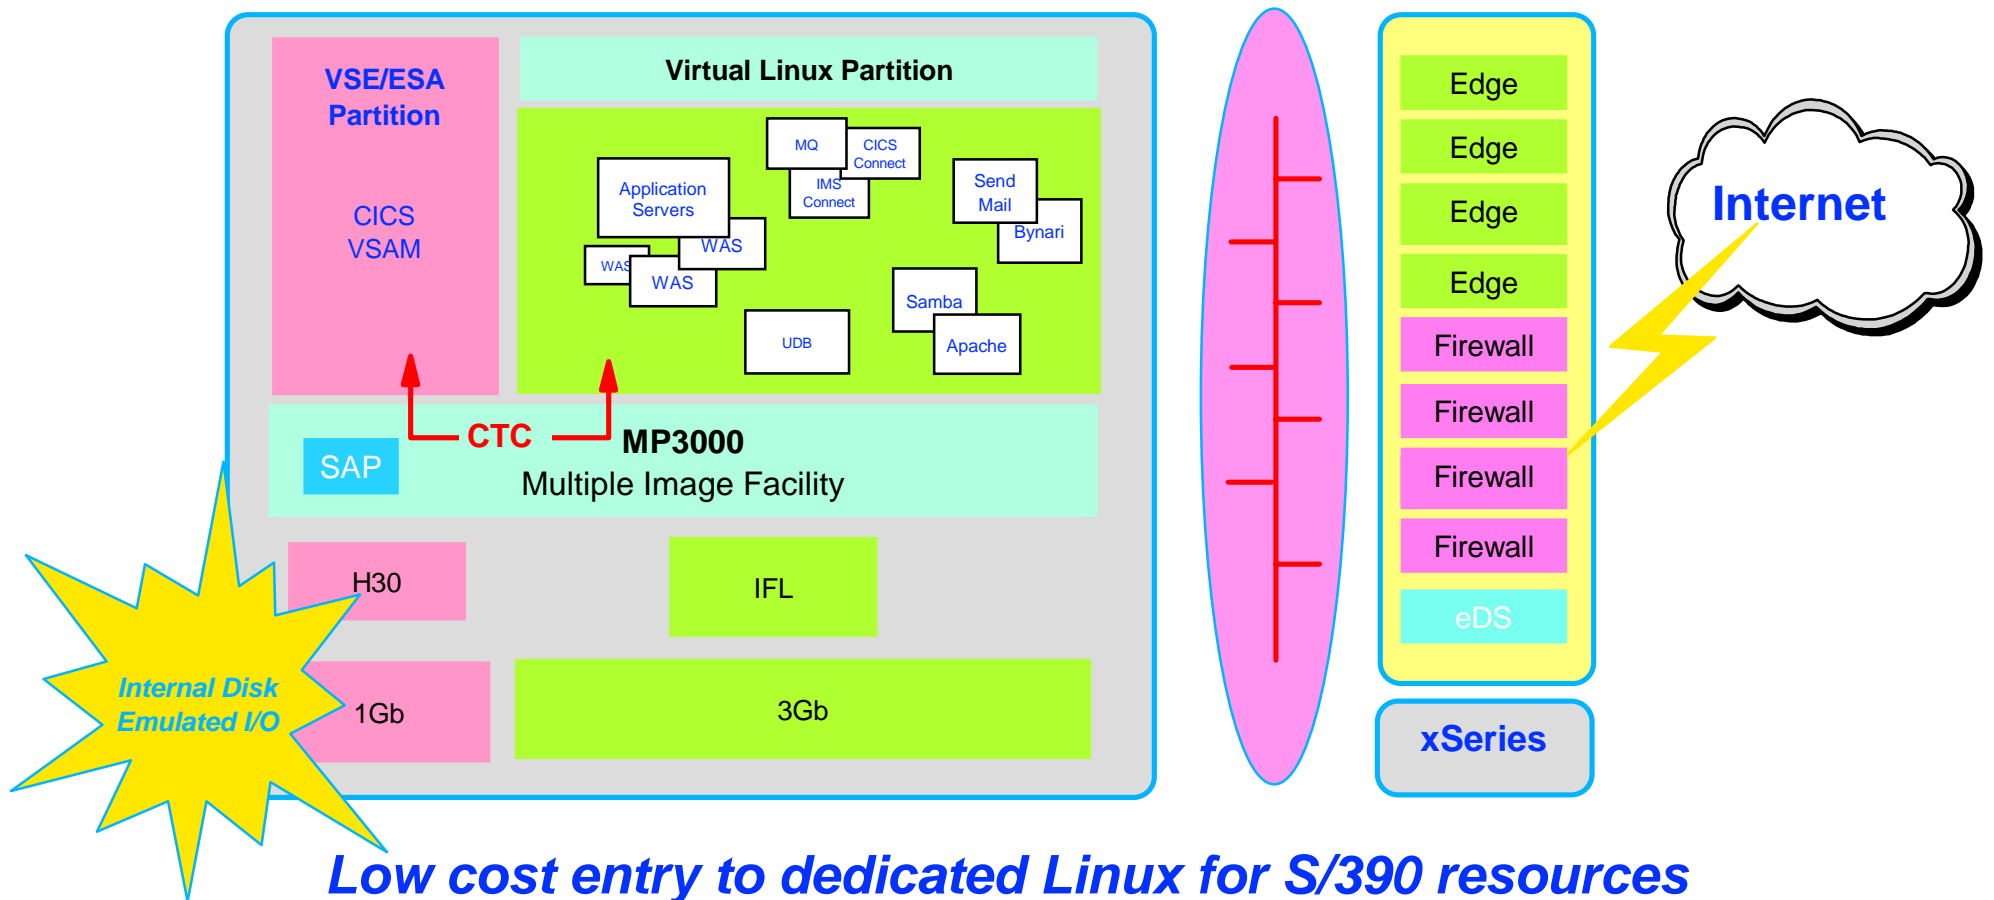 VSE/ESA
Partition
CICS
VSAM
Virtual Linux Partition
MQ
CICS
Connect
IMS
Connect
Application
Servers
WAS
WAS
WAS
Send
Mail
Bynari
Samba
Apache
UDB
CTC
SAP
MP3000
Multiple Image Facility
H30
IFL
1Gb
3Gb
Internal Disk
Emulated I/O
Edge
Edge
Edge
Edge
Firewall
Firewall
Firewall
Firewall
eDS
xSeries
Internet
Low cost entry to dedicated Linux for S/390 resources